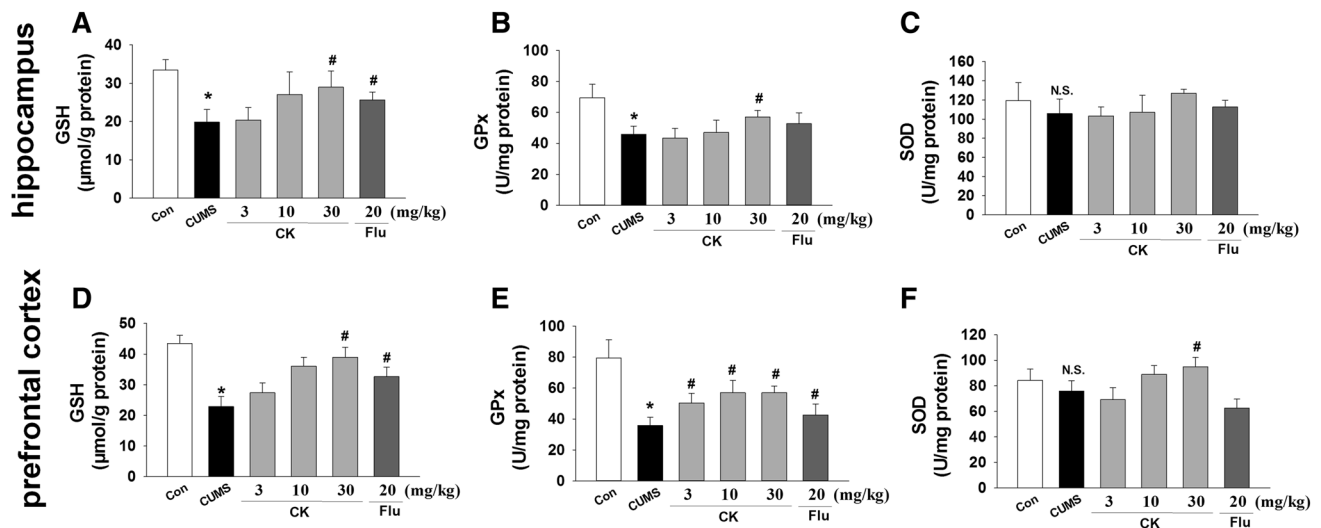 hippocampus
A
GSH
(μmol/g protein)
40
30
20
10
0
*
#
#
Con
CUMS
3 10 30 20 (mg/kg)
CK Flu
B
GPx
(U/mg protein)
100
80
60
40
20
0
*
#
Con
CUMS
3 10 30 20 (mg/kg)
CK Flu
C
SOD
(U/mg protein)
160
140
120
100
80
60
40
20
0
N.S.
Con
CUMS
3 10 30 20 (mg/kg)
CK Flu
prefrontal cortex
D
GSH
(μmol/g protein)
50
40
30
20
10
0
*
#
#
Con
CUMS
3 10 30 20 (mg/kg)
CK Flu
E
GPx
(U/mg protein)
100
80
60
40
20
0
*
#
#
#
#
Con
CUMS
3 10 30 20 (mg/kg)
CK Flu
F
SOD
(U/mg protein)
120
100
80
60
40
20
0
N.S.
#
Con
CUMS
3 10 30 20 (mg/kg)
CK Flu